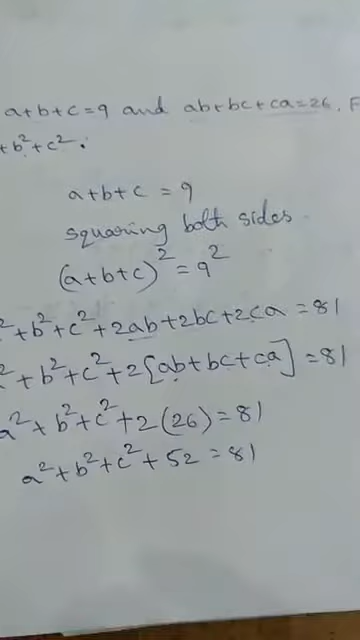 a+b+c=9 and ab+bc+ca=26. F
+b²+c².
a+b+c = 9
squaring both sides.
(a+b+c)² = 9²
²+b²+c²+2ab+2bc+2ca = 81
²+b²+c²+2[ab+bc+ca] = 81
a²+b²+c²+2(26) = 81
a²+b²+c²+52 = 81